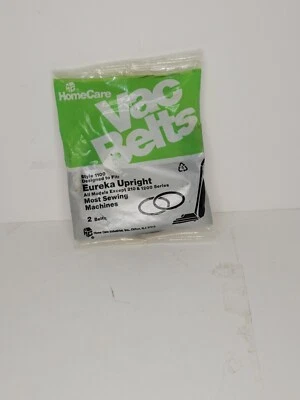 HomeCare
Vac
Belts
Style 1100
Designed to Fit
Eureka Upright
All Models Except 210 & 1200 Series
Most Sewing
Machines
2 Belts